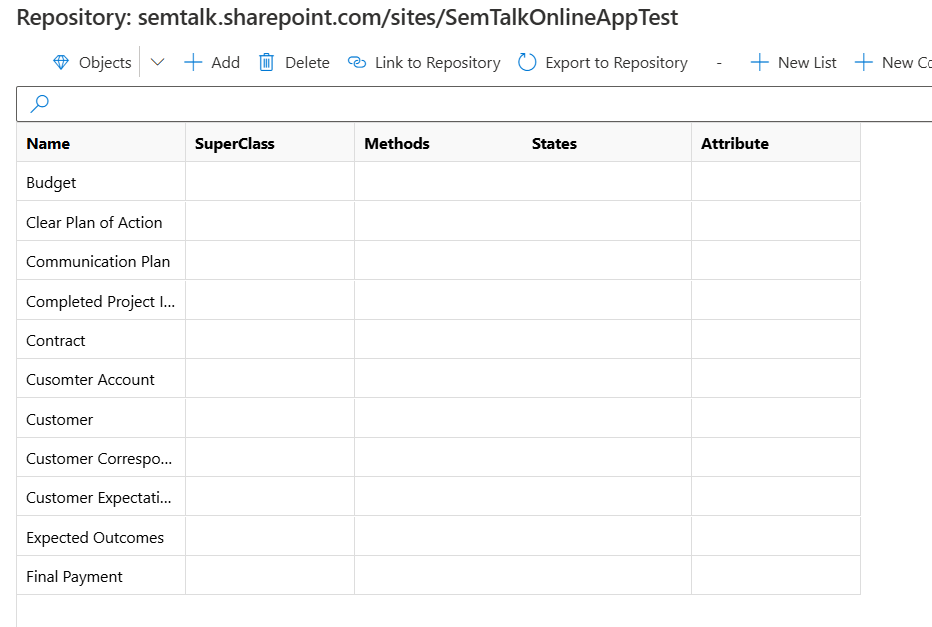 Repository: semtalk.sharepoint.com/sites/SemTalkOnlineAppTest
Objects Add Delete Link to Repository Export to Repository - New List New Co
Name SuperClass Methods States Attribute
Budget
Clear Plan of Action
Communication Plan
Completed Project I...
Contract
Cusomter Account
Customer
Customer Correspo...
Customer Expectati...
Expected Outcomes
Final Payment